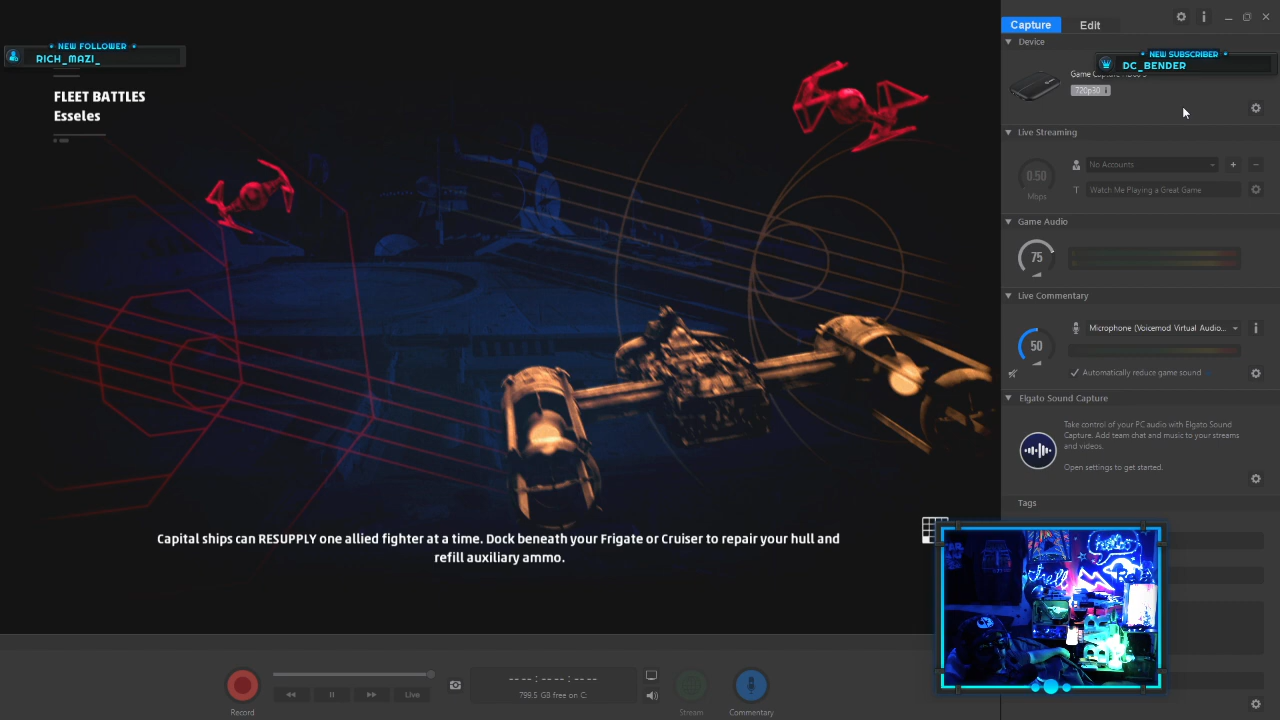 Capture
Edit
NEW FOLLOWER
RICH_MAZI_
Device
NEW SUBSCRIBER
DC_BENDER
720p30
FLEET BATTLES
Esseles
Live Streaming
0.50
Mbps
No Accounts
T
Watch Me Playing a Great Game
Game Audio
75
Live Commentary
50
Microphone (Voicemod Virtual Audio...
Automatically reduce game sound
Elgato Sound Capture
Take control of your PC audio with Elgato Sound
Capture. Add team chat and music to your streams
and videos.
Open settings to get started.
Tags
Capital ships can RESUPPLY one allied fighter at a time. Dock beneath your Frigate or Cruiser to repair your hull and
refill auxiliary ammo.
Live
-- -- : -- -- : -- --
799.5 GB free on C:
Record
Stream
Commentary